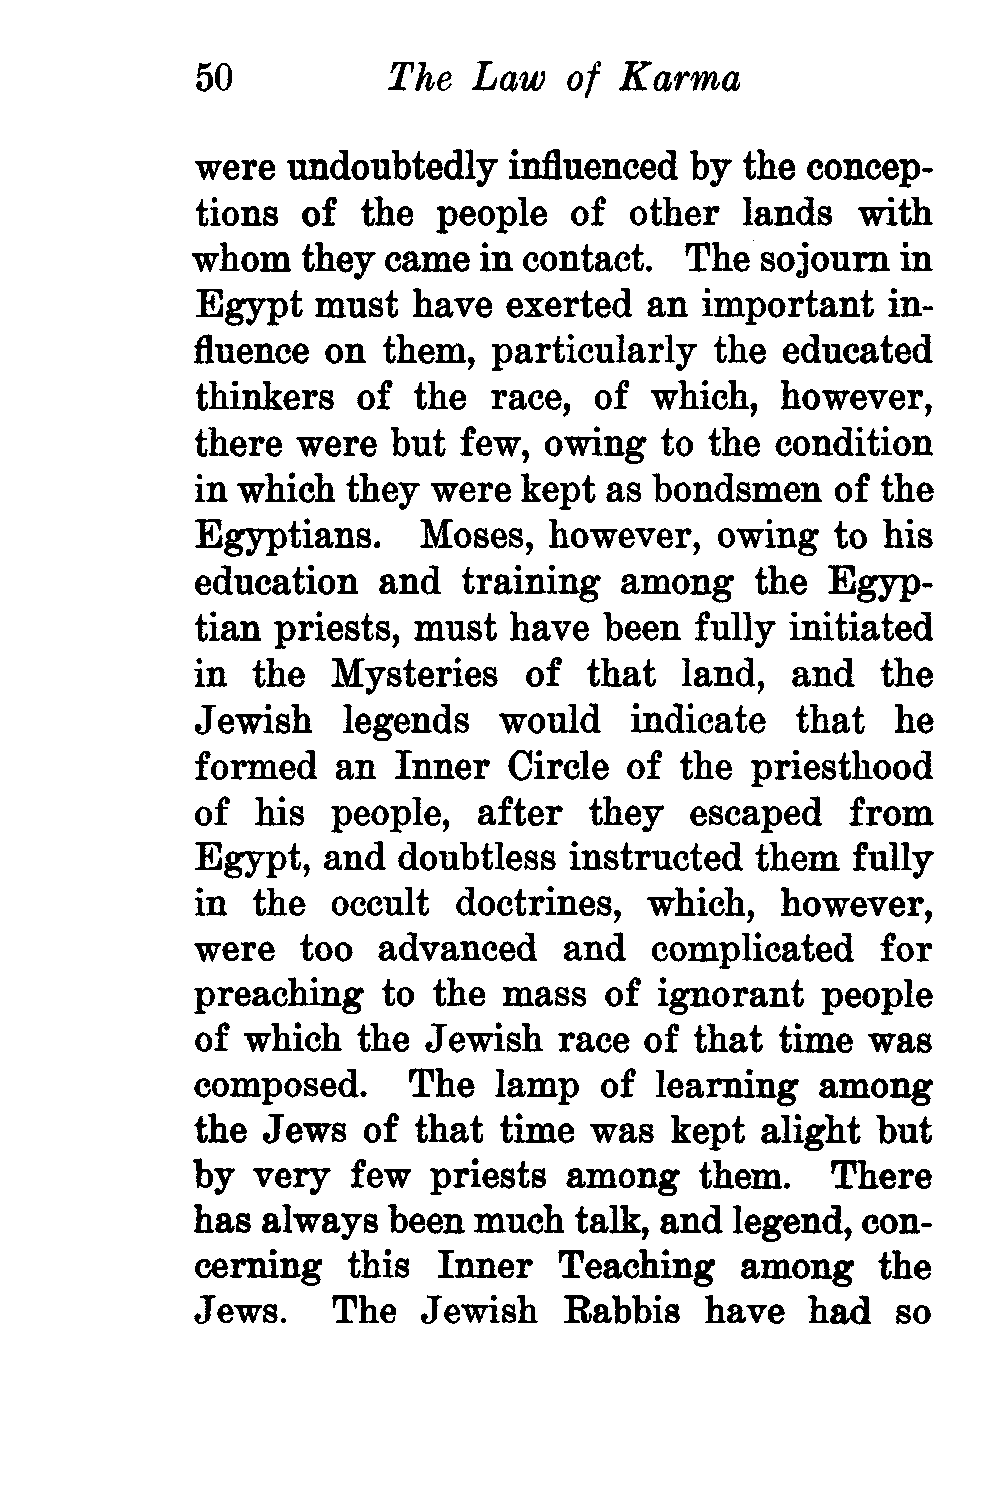 50 The Law of Karma
were undoubtedly influenced by the concep-
tions of the people of other lands with
whom they came in contact. The sojourn in
Egypt must have exerted an important in-
fluence on them, particularly the educated
thinkers of the race, of which, however,
there were but few, owing to the condition
in which they were kept as bondsmen of the
Egyptians. Moses, however, owing to his
education and training among the Egyp-
tian priests, must have been fully initiated
in the Mysteries of that land, and the
Jewish legends would indicate that he
formed an Inner Circle of the priesthood
of his people, after they escaped from
Egypt, and doubtless instructed them fully
in the occult doctrines, which, however,
were too advanced and complicated for
preaching to the mass of ignorant people
of which the Jewish race of that time was
composed. The lamp of learning among
the Jews of that time was kept alight but
by very few priests among them. There
has always been much talk, and legend, con-
cerning this Inner Teaching among the
Jews. The Jewish Rabbis have had so